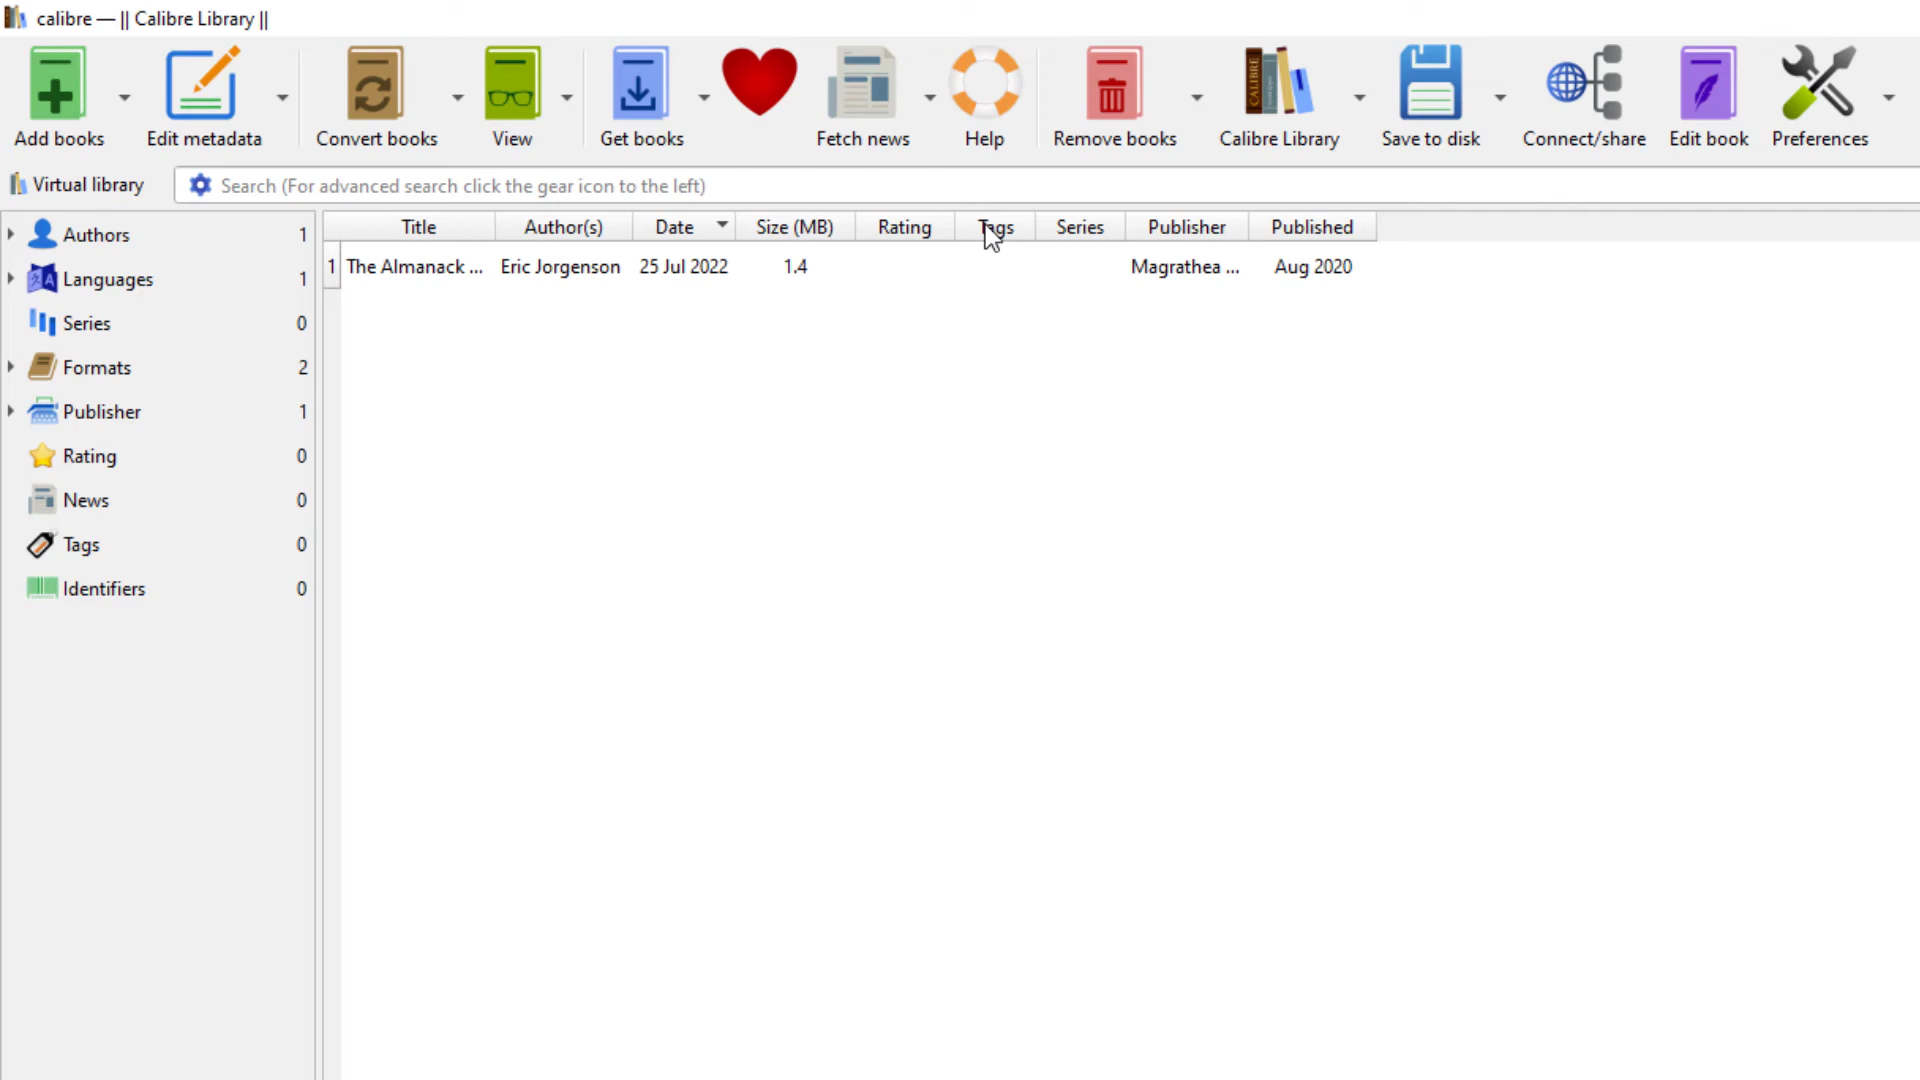 calibre — || Calibre Library ||
Add books Edit metadata Convert books View Get books Fetch news Help Remove books Calibre Library Save to disk Connect/share Edit book Preferences
Virtual library Search (For advanced search click the gear icon to the left)
Title Author(s) Date Size (MB) Rating Tags Series Publisher Published
1 The Almanack ... Eric Jorgenson 25 Jul 2022 1.4 Magrathea ... Aug 2020
Authors 1
Languages 1
Series 0
Formats 2
Publisher 1
Rating 0
News 0
Tags 0
Identifiers 0